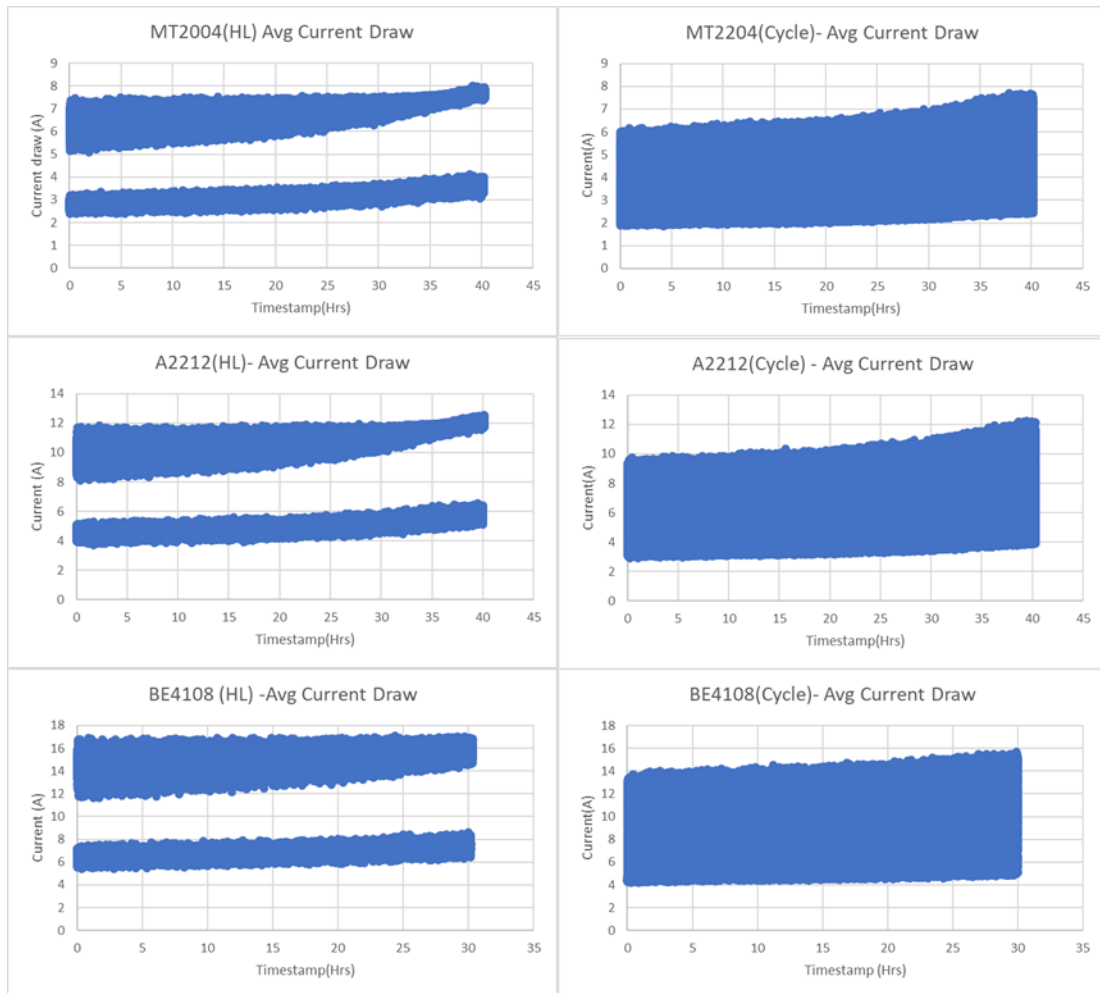 MT2004(HL) Avg Current Draw
Current draw (A)
9
8
7
6
5
4
3
2
1
0
0 5 10 15 20 25 30 35 40 45
Timestamp(Hrs)
MT2204(Cycle)- Avg Current Draw
Current(A)
9
8
7
6
5
4
3
2
1
0
0 5 10 15 20 25 30 35 40 45
Timestamp(Hrs)
A2212(HL)- Avg Current Draw
Current (A)
14
12
10
8
6
4
2
0
0 5 10 15 20 25 30 35 40 45
Timestamp(Hrs)
A2212(Cycle) - Avg Current Draw
Current(A)
14
12
10
8
6
4
2
0
0 5 10 15 20 25 30 35 40 45
Timestamp(Hrs)
BE4108 (HL) -Avg Current Draw
Current (A)
18
16
14
12
10
8
6
4
2
0
0 5 10 15 20 25 30 35
Timestamp(Hrs)
BE4108(Cycle)- Avg Current Draw
Current(A)
18
16
14
12
10
8
6
4
2
0
0 5 10 15 20 25 30 35
Timestamp (Hrs)